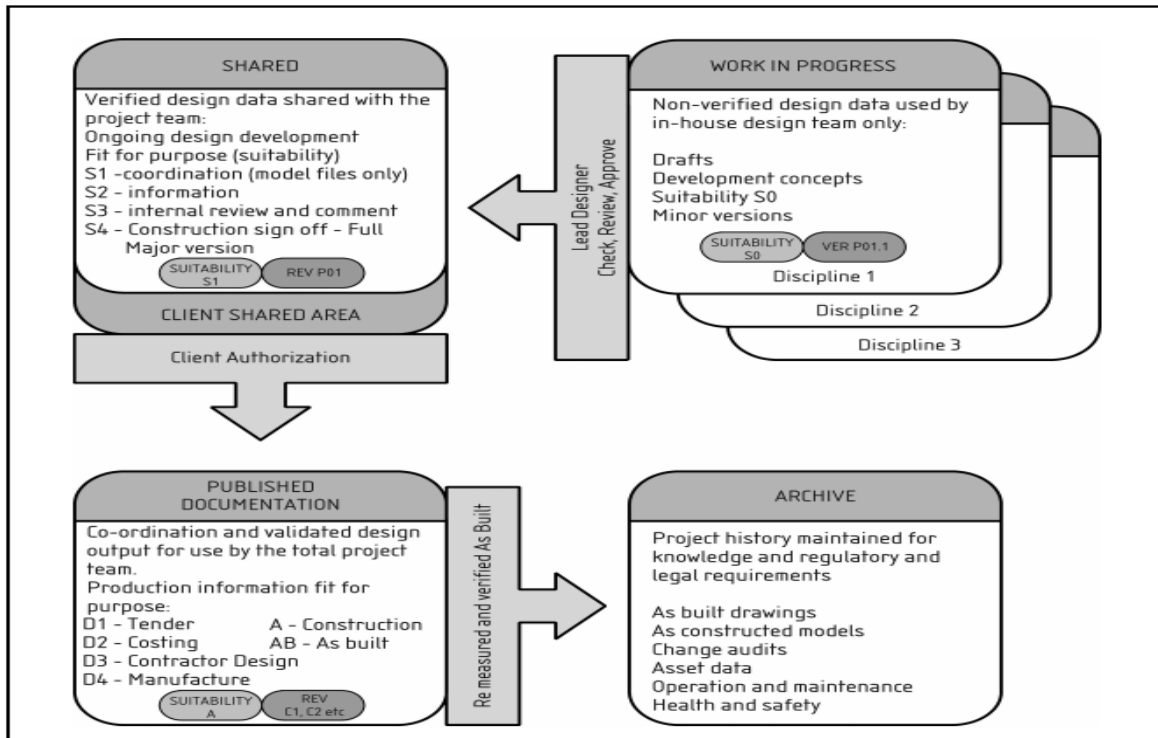 SHARED
Verified design data shared with the
project team:
Ongoing design development
Fit for purpose (suitability)
S1 -coordination (model files only)
S2 - information
S3 - internal review and comment
S4 - Construction sign off - Full
Major version
SUITABILITY
S1
REV P01
CLIENT SHARED AREA
Client Authorization
Lead Designer
Check, Review, Approve
WORK IN PROGRESS
Non-verified design data used by
in-house design team only:
Drafts
Development concepts
Suitability S0
Minor versions
SUITABILITY
S0
VER P01.1
Discipline 1
Discipline 2
Discipline 3
PUBLISHED
DOCUMENTATION
Co-ordination and validated design
output for use by the total project
team.
Production information fit for
purpose:
D1 - Tender A - Construction
D2 - Costing AB - As built
D3 - Contractor Design
D4 - Manufacture
SUITABILITY
A
REV
C1, C2 etc
Re measured and verified As Built
ARCHIVE
Project history maintained for
knowledge and regulatory and
legal requirements
As built drawings
As constructed models
Change audits
Asset data
Operation and maintenance
Health and safety